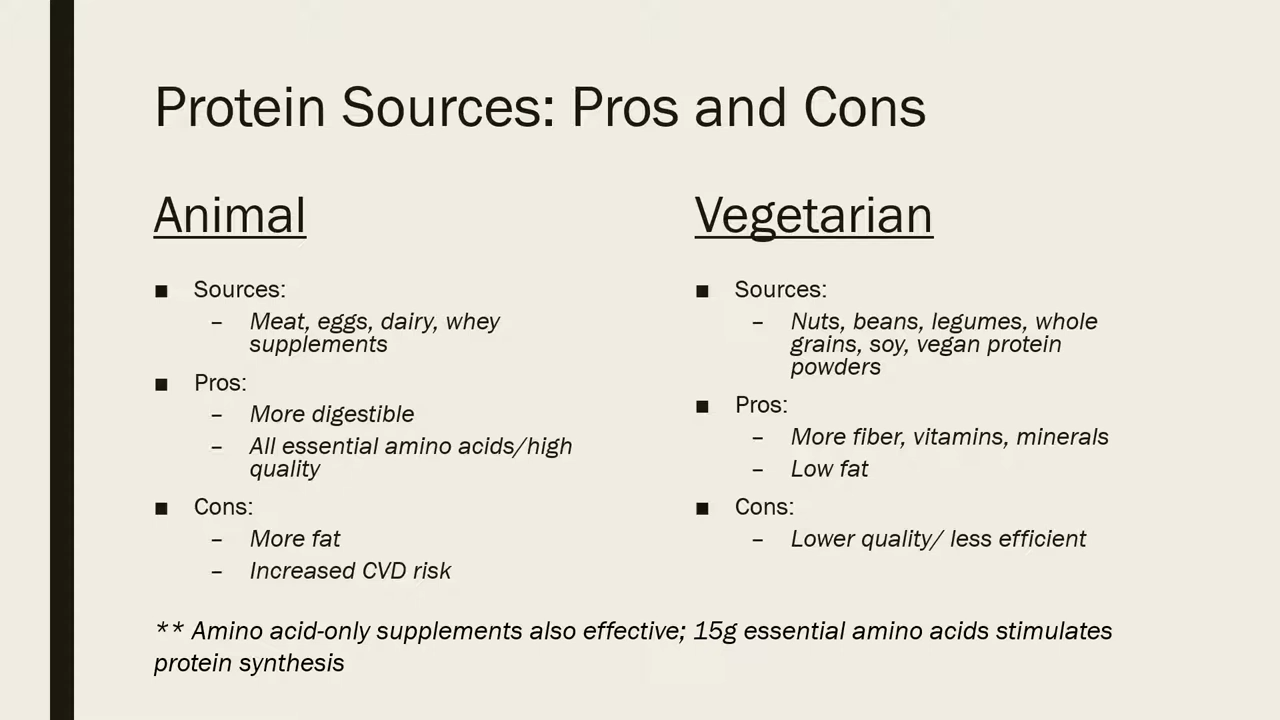 Protein Sources: Pros and Cons
Animal
■ Sources:
– Meat, eggs, dairy, whey
supplements
■ Pros:
– More digestible
– All essential amino acids/high
quality
■ Cons:
– More fat
– Increased CVD risk
Vegetarian
■ Sources:
– Nuts, beans, legumes, whole
grains, soy, vegan protein
powders
■ Pros:
– More fiber, vitamins, minerals
– Low fat
■ Cons:
– Lower quality/ less efficient
** Amino acid-only supplements also effective; 15g essential amino acids stimulates
protein synthesis